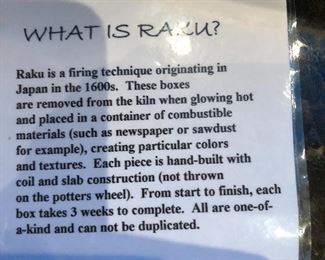 WHAT IS RAKU?
Raku is a firing technique originating in
Japan in the 1600s. These boxes
are removed from the kiln when glowing hot
and placed in a container of combustible
materials (such as newspaper or sawdust
for example), creating particular colors
and textures. Each piece is hand-built with
coil and slab construction (not thrown
on the potters wheel). From start to finish, each
box takes 3 weeks to complete. All are one-of-
a-kind and can not be duplicated.